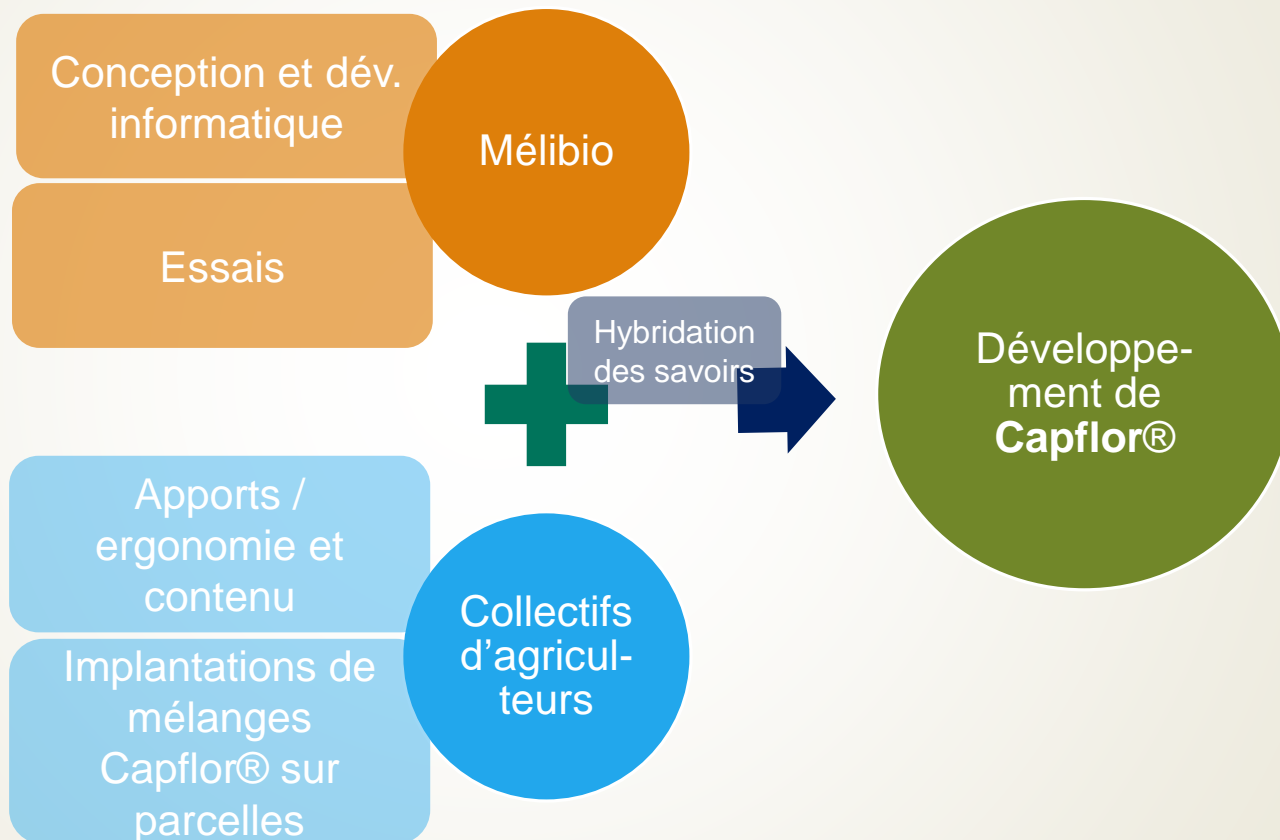 Conception et dév.
informatique
Mélibio
Essais
Hybridation
des savoirs
Développe-
ment de
Capflor®
Apports /
ergonomie et
contenu
Collectifs
d’agricul-
teurs
Implantations de
mélanges
Capflor® sur
parcelles